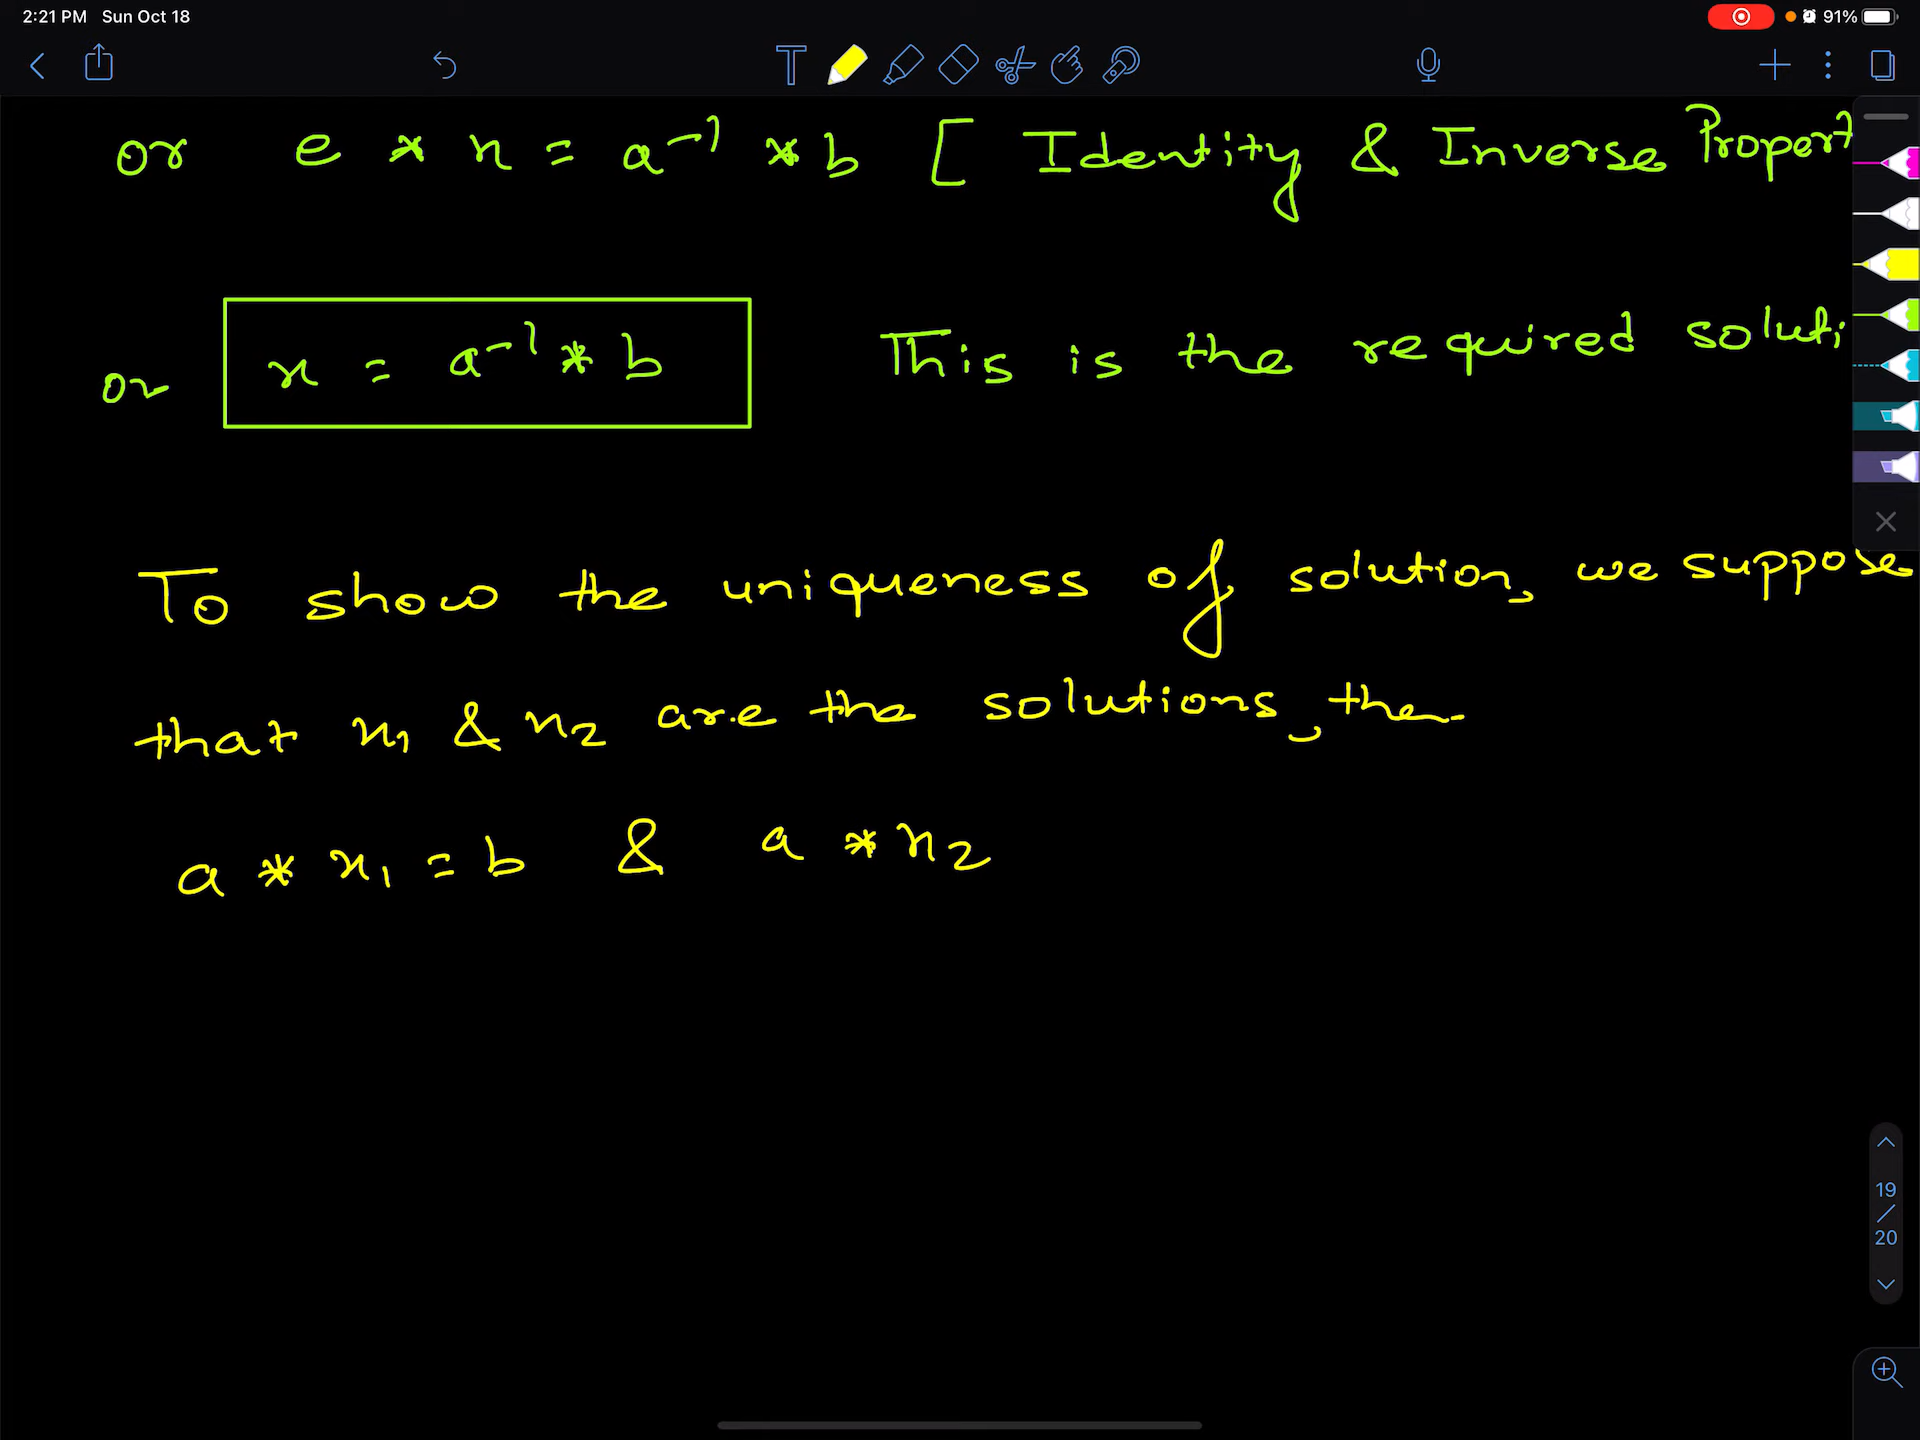 2:21 PM Sun Oct 18
91%
or e * x = a⁻¹ * b [ Identity & Inverse Propert
or x = a⁻¹ * b This is the required soluti
To show the uniqueness of solution, we suppose
that x₁ & x₂ are the solutions, then
a * x₁ = b & a * x₂
19
/
20